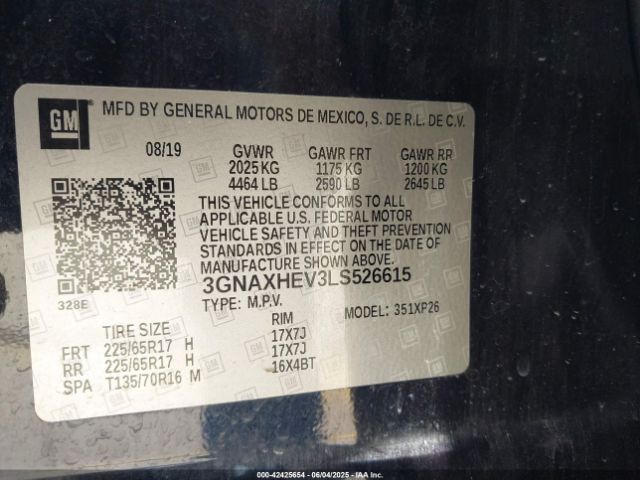 GM
MFD BY GENERAL MOTORS DE MEXICO, S. DE R.L. DE C.V.
08/19 GVWR GAWR FRT GAWR RR
2025 KG 1175 KG 1200 KG
4464 LB 2590 LB 2645 LB
THIS VEHICLE CONFORMS TO ALL
APPLICABLE U.S. FEDERAL MOTOR
VEHICLE SAFETY AND THEFT PREVENTION
STANDARDS IN EFFECT ON THE DATE OF
MANUFACTURE SHOWN ABOVE.
3GNAXHEV3LS526615
328E
TYPE: M.P.V. MODEL: 351XP26
TIRE SIZE RIM
FRT 225/65R17 H 17X7J
RR 225/65R17 H 17X7J
SPA T135/70R16 M 16X4BT
© 000-42425654 - 06/04/2025 - IAAI.COM